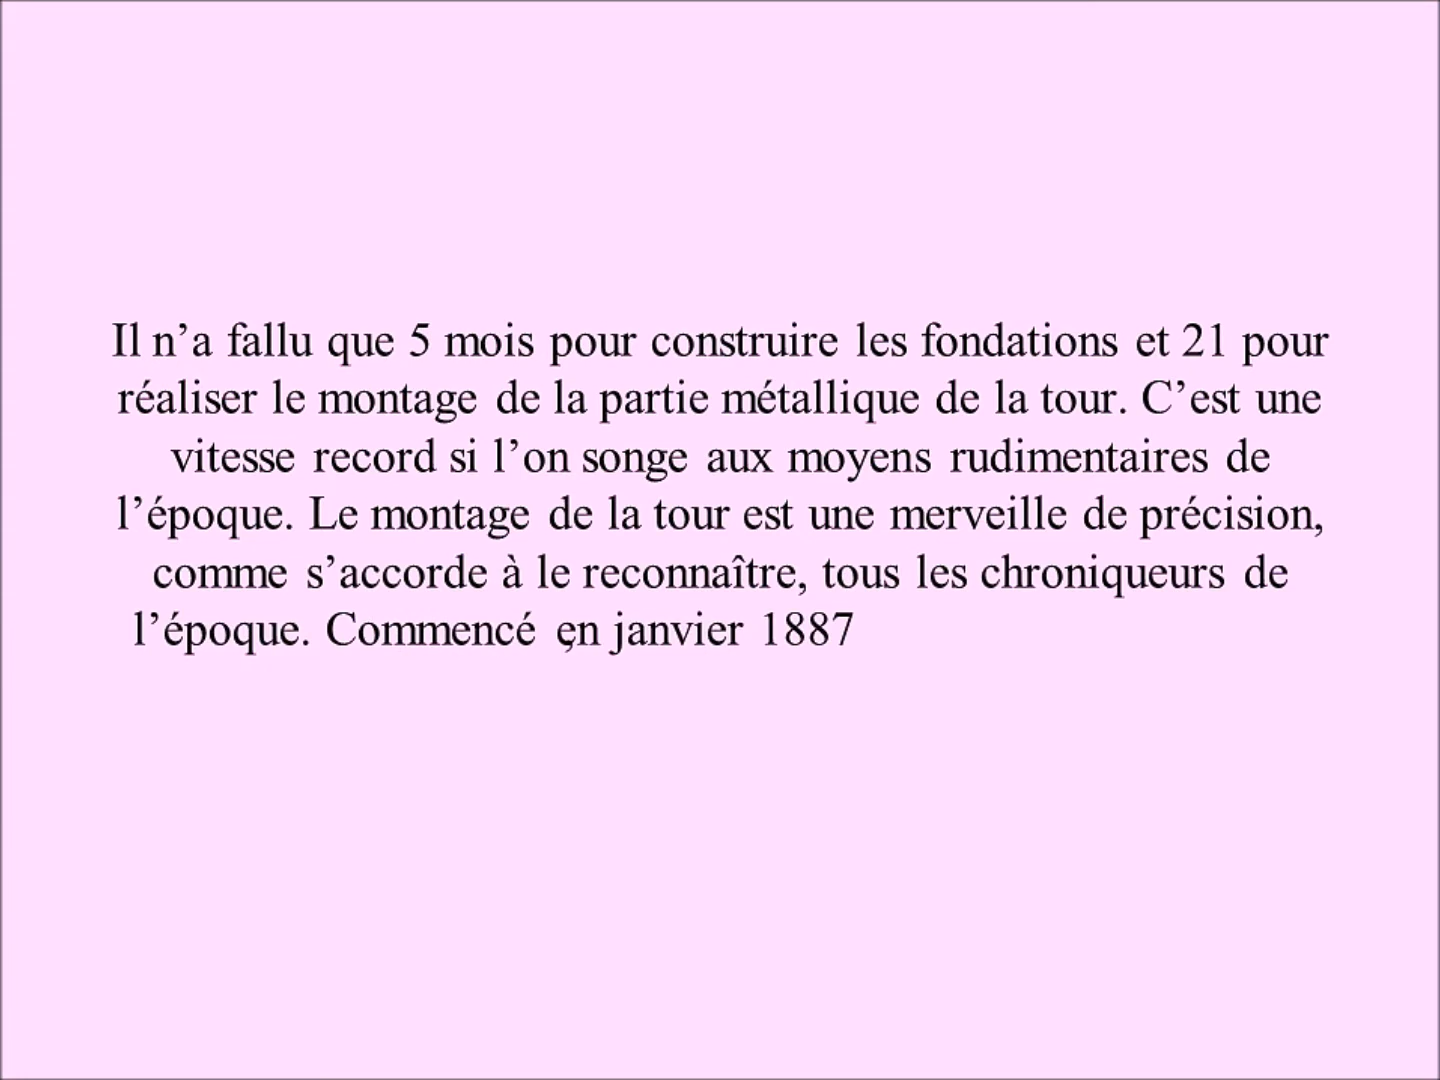 Il n’a fallu que 5 mois pour construire les fondations et 21 pour
réaliser le montage de la partie métallique de la tour. C’est une
vitesse record si l’on songe aux moyens rudimentaires de
l’époque. Le montage de la tour est une merveille de précision,
comme s’accorde à le reconnaître, tous les chroniqueurs de
l’époque. Commencé en janvier 1887